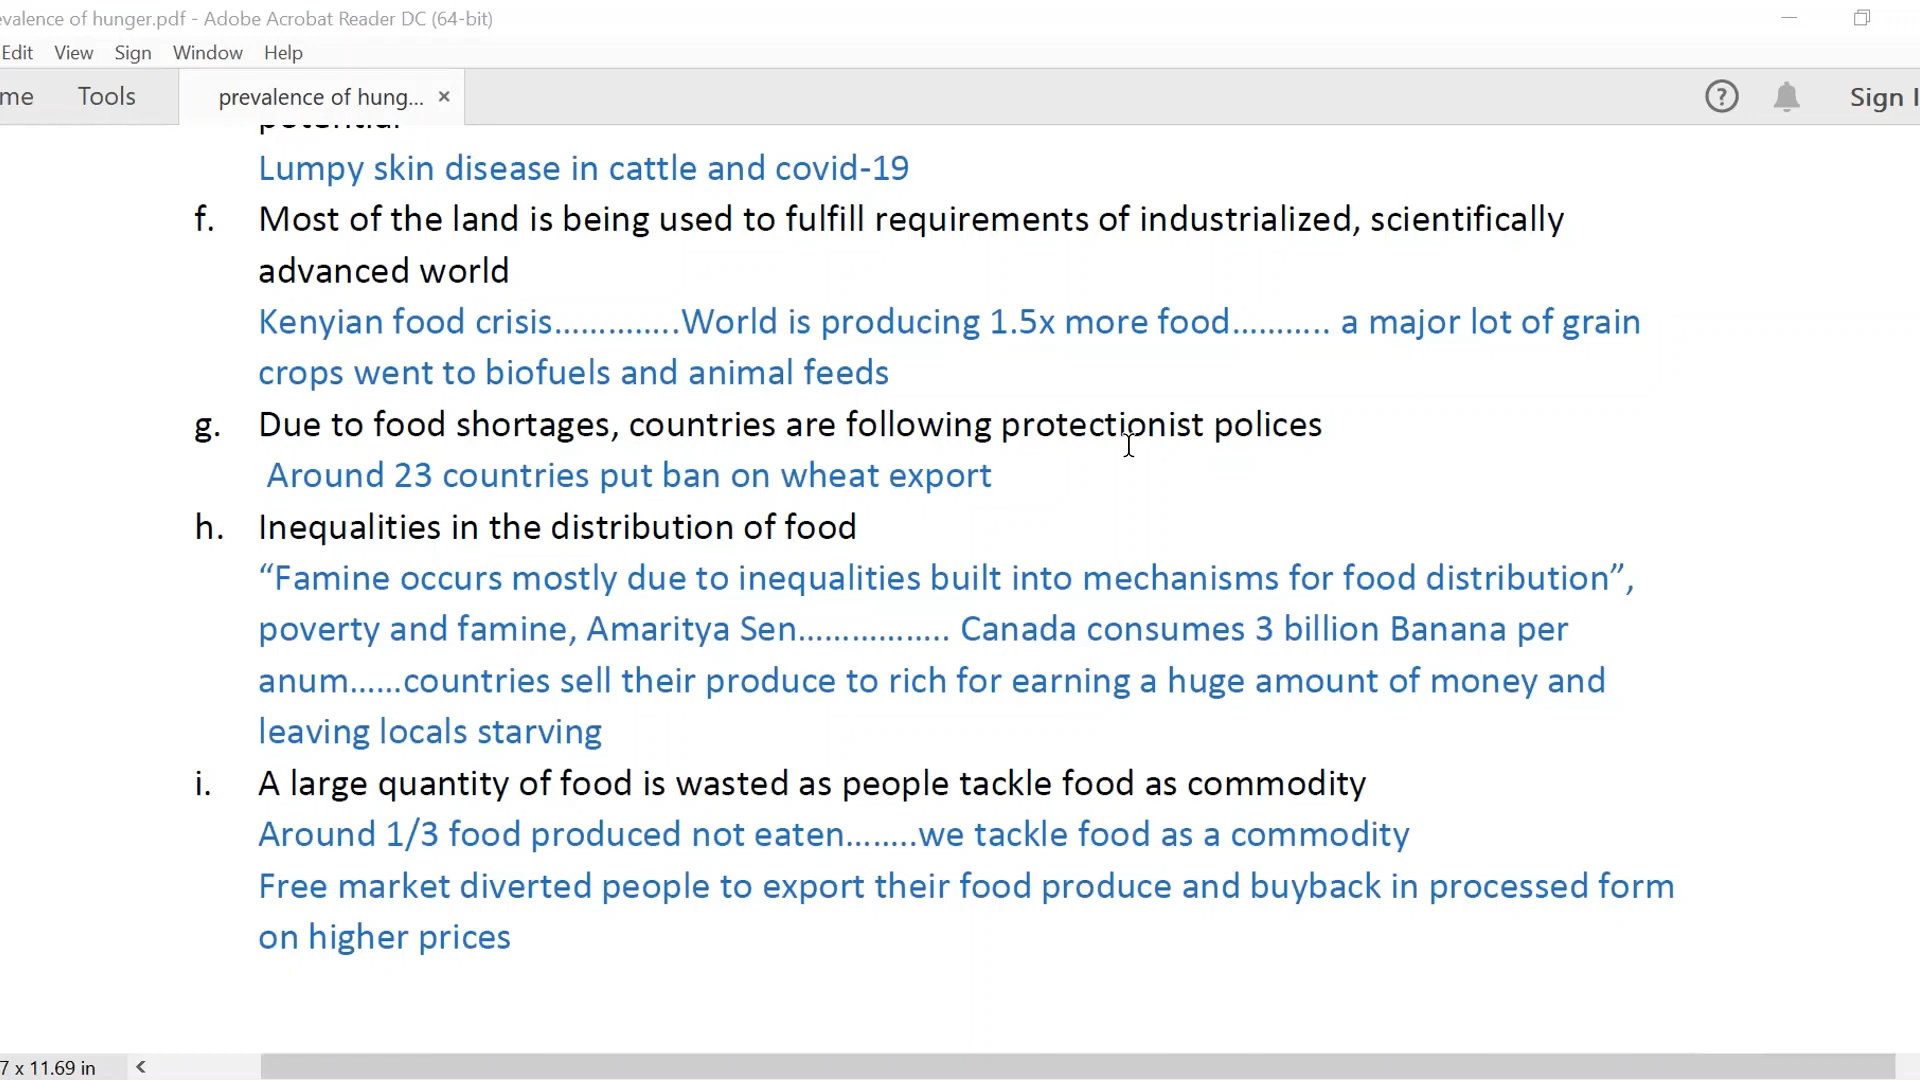 evalence of hunger.pdf - Adobe Acrobat Reader DC (64-bit)
Edit View Sign Window Help
me Tools prevalence of hung... × ? Sign I
potential
Lumpy skin disease in cattle and covid-19
f. Most of the land is being used to fulfill requirements of industrialized, scientifically
advanced world
Kenyian food crisis..............World is producing 1.5x more food........... a major lot of grain
crops went to biofuels and animal feeds
g. Due to food shortages, countries are following protectionist polices
Around 23 countries put ban on wheat export
h. Inequalities in the distribution of food
“Famine occurs mostly due to inequalities built into mechanisms for food distribution”,
poverty and famine, Amaritya Sen................. Canada consumes 3 billion Banana per
anum......countries sell their produce to rich for earning a huge amount of money and
leaving locals starving
i. A large quantity of food is wasted as people tackle food as commodity
Around 1/3 food produced not eaten........we tackle food as a commodity
Free market diverted people to export their food produce and buyback in processed form
on higher prices
7 x 11.69 in <